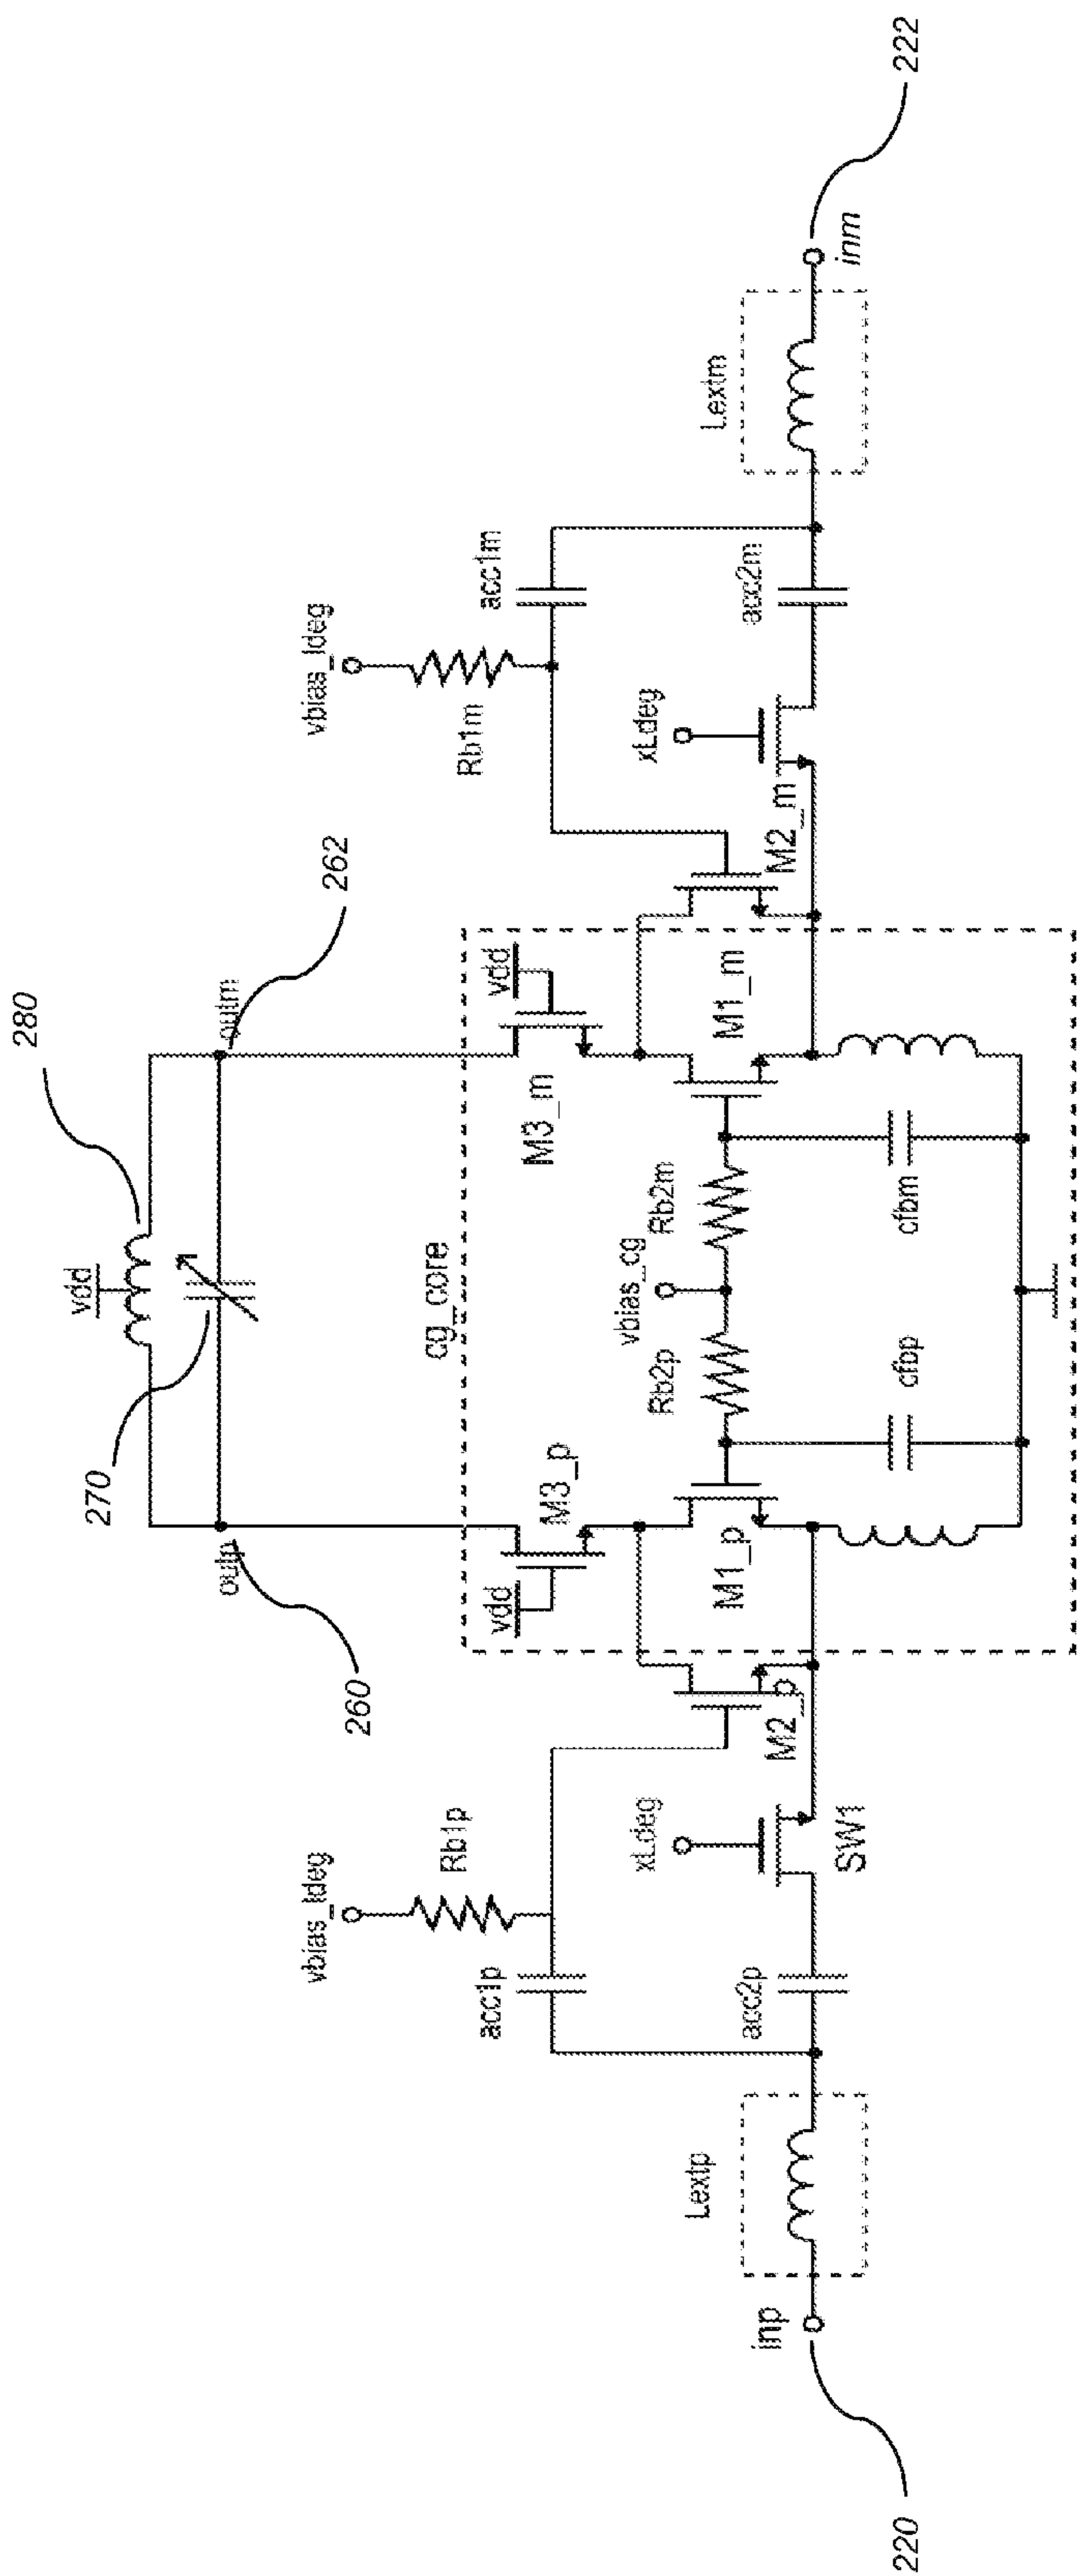 280
vdd
270
outp
outm
260
262
cg_core
vbias_ldeg
Rb1p
acc1p
vdd
M3_p
M3_m
vdd
vbias_ldeg
Rb1m
acc1m
Lextp
inp
220
acc2p
xLdeg
SW1
M2_p
M1_p
Rb2p
vbias_cg
Rb2m
M1_m
M2_m
xLdeg
acc2m
Lextm
inm
222
cfbp
cfbm